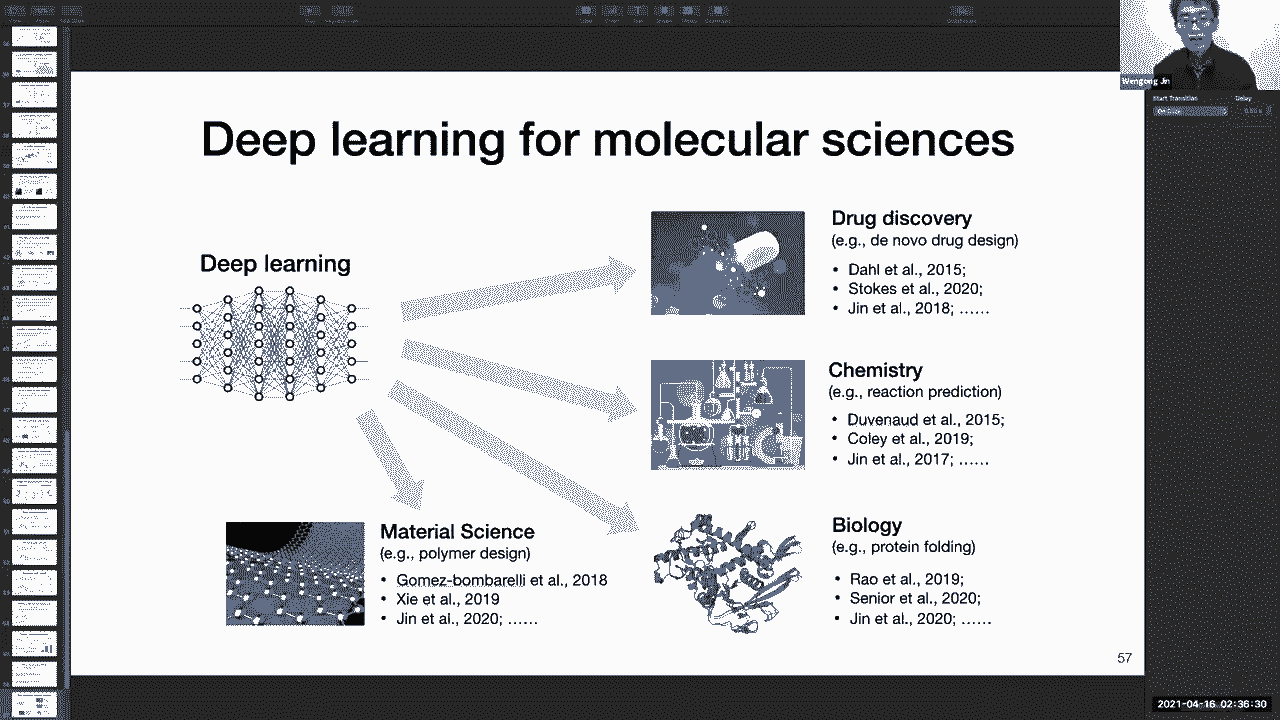 Wengong Jin
Start Transition
Delay
Deep learning for molecular sciences
Deep learning
Drug discovery
(e.g., de novo drug design)
• Dahl et al., 2015;
• Stokes et al., 2020;
• Jin et al., 2018; ......
Chemistry
(e.g., reaction prediction)
• Duvenaud et al., 2015;
• Coley et al., 2019;
• Jin et al., 2017; ......
Material Science
(e.g., polymer design)
• Gomez-bombarelli et al., 2018
• Xie et al., 2019
• Jin et al., 2020; ......
Biology
(e.g., protein folding)
• Rao et al., 2019;
• Senior et al., 2020;
• Jin et al., 2020; ......
57
2021-04-16 02:36:30